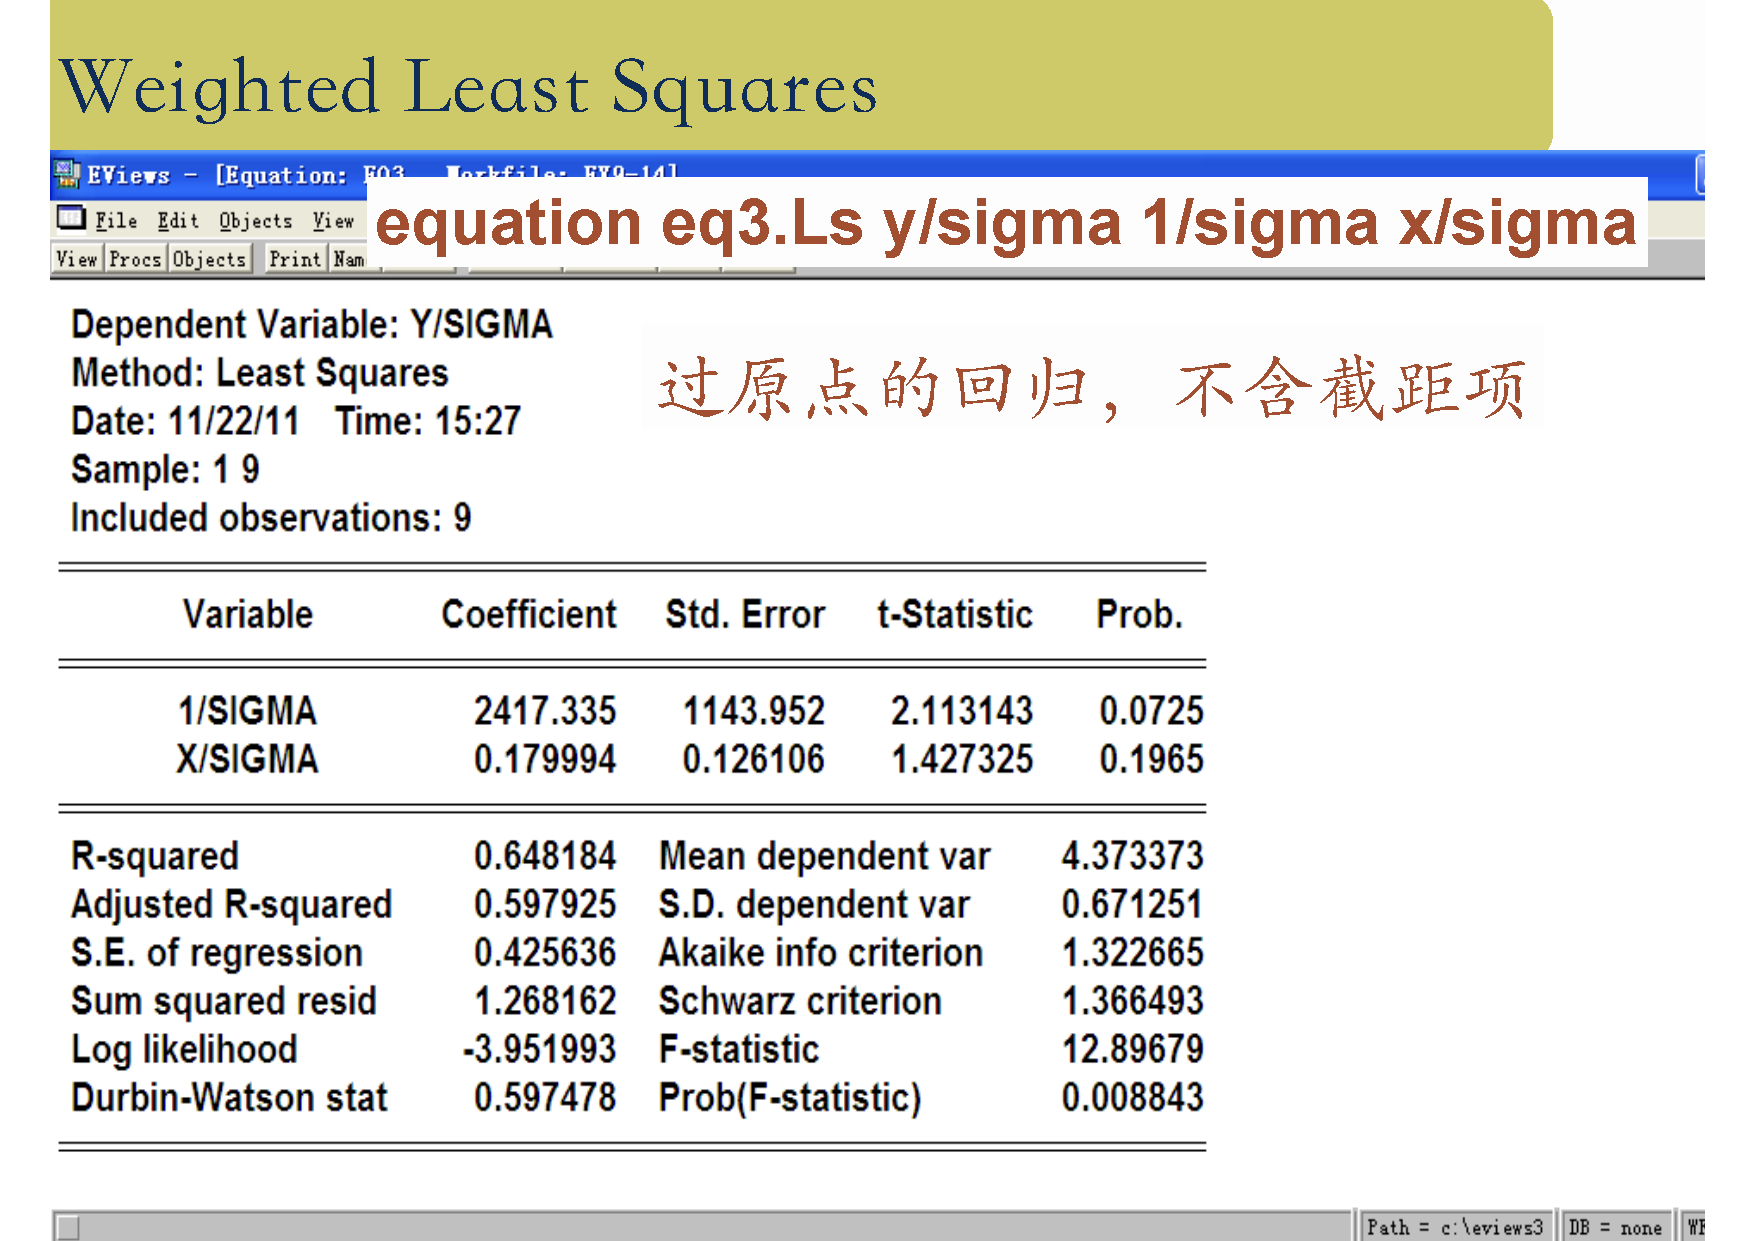 Weighted Least Squares
EViews - [Equation: EQ3 Workfile: EX9-14]
File Edit Objects View
equation eq3.Ls y/sigma 1/sigma x/sigma
View Procs Objects Print
Dependent Variable: Y/SIGMA
Method: Least Squares
过原点的回归，不含截距项
Date: 11/22/11 Time: 15:27
Sample: 1 9
Included observations: 9
Variable Coefficient Std. Error t-Statistic Prob.
1/SIGMA 2417.335 1143.952 2.113143 0.0725
X/SIGMA 0.179994 0.126106 1.427325 0.1965
R-squared 0.648184 Mean dependent var 4.373373
Adjusted R-squared 0.597925 S.D. dependent var 0.671251
S.E. of regression 0.425636 Akaike info criterion 1.322665
Sum squared resid 1.268162 Schwarz criterion 1.366493
Log likelihood -3.951993 F-statistic 12.89679
Durbin-Watson stat 0.597478 Prob(F-statistic) 0.008843
Path = c:\eviews3 DB = none